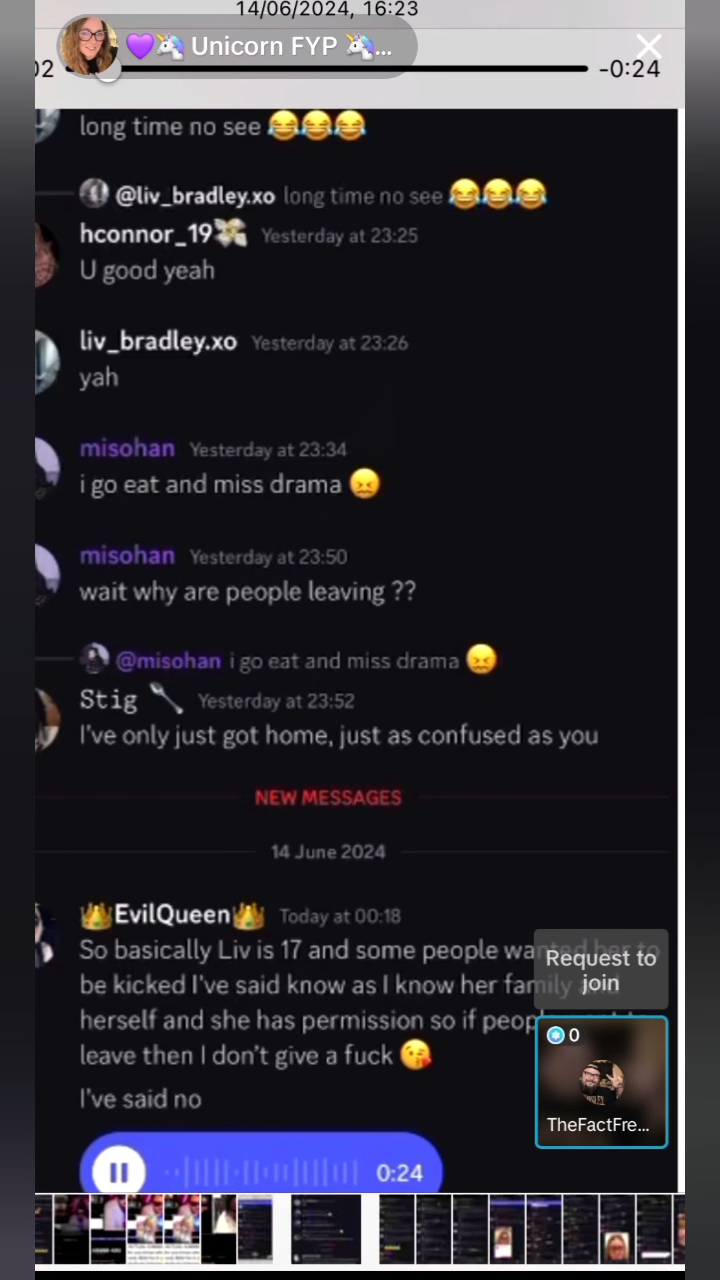 14/06/2024, 16:23
💜🦄 Unicorn FYP 🦄...
02
-0:24
long time no see 😂😂😂
@liv_bradley.xo long time no see 😂😂😂
hconnor_19💸 Yesterday at 23:25
U good yeah
liv_bradley.xo Yesterday at 23:26
yah
misohan Yesterday at 23:34
i go eat and miss drama 😖
misohan Yesterday at 23:50
wait why are people leaving ??
@misohan i go eat and miss drama 😖
Stig 🥄 Yesterday at 23:52
I've only just got home, just as confused as you
NEW MESSAGES
14 June 2024
👑EvilQueen👑 Today at 00:18
So basically Liv is 17 and some people wanted her to
be kicked I've said know as I know her family and
herself and she has permission so if people
leave then I don't give a fuck 😘
I've said no
0:24
Request to
join
0
TheFactFre...